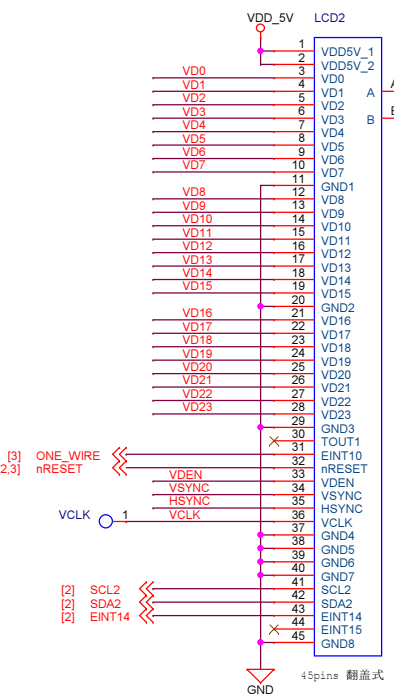 VDD_5V LCD2
1 VDD5V_1
2 VDD5V_2
VD0 3 VD0
VD1 4 VD1 A
VD2 5 VD2
VD3 6 VD3 B
VD4 7 VD4
VD5 8 VD5
VD6 9 VD6
VD7 10 VD7
11 GND1
VD8 12 VD8
VD9 13 VD9
VD10 14 VD10
VD11 15 VD11
VD12 16 VD12
VD13 17 VD13
VD14 18 VD14
VD15 19 VD15
20 GND2
VD16 21 VD16
VD17 22 VD17
VD18 23 VD18
VD19 24 VD19
VD20 25 VD20
VD21 26 VD21
VD22 27 VD22
VD23 28 VD23
29 GND3
30 TOUT1
[3] ONE_WIRE 31 EINT10
2,3] nRESET 32 nRESET
VDEN 33 VDEN
VSYNC 34 VSYNC
HSYNC 35 HSYNC
VCLK 1 VCLK 36 VCLK
37 GND4
38 GND5
39 GND6
40 GND7
[2] SCL2 41 SCL2
[2] SDA2 42 SDA2
[2] EINT14 43 EINT14
44 EINT15
45 GND8
45pins 翻盖式
GND